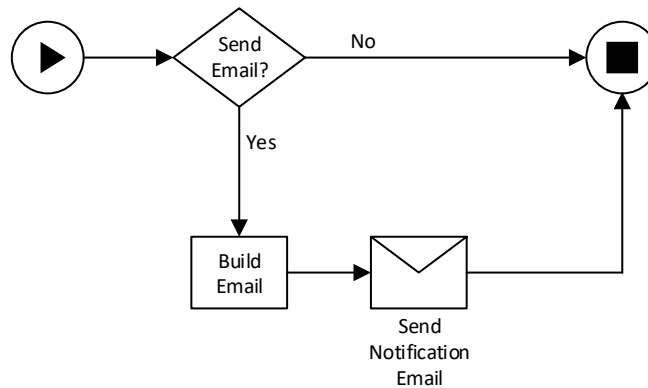 Send
Email?
No
Yes
Build
Email
Send
Notification
Email